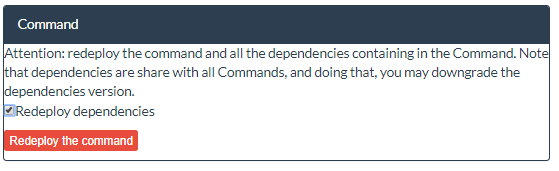 Command
Attention: redeploy the command and all the dependencies containing in the Command. Note
that dependencies are share with all Commands, and doing that, you may downgrade the
dependencies version.
Redeploy dependencies
Redeploy the command